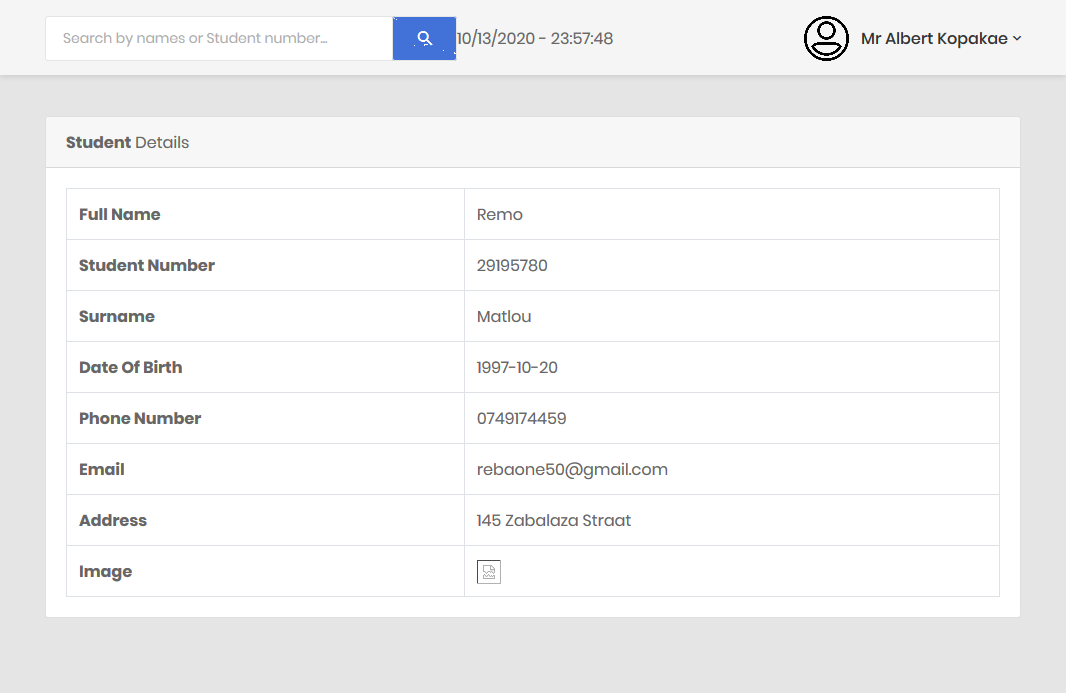 Search by names or Student number... 10/13/2020 - 23:57:48 Mr Albert Kopakae
Student Details
Full Name Remo
Student Number 29195780
Surname Matlou
Date Of Birth 1997-10-20
Phone Number 0749174459
Email rebaone50@gmail.com
Address 145 Zabalaza Straat
Image